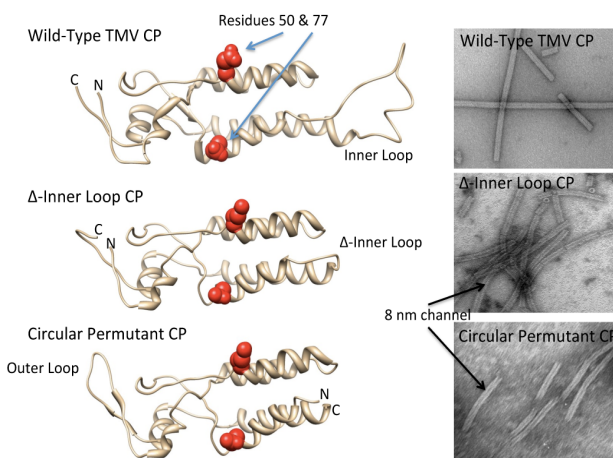 Residues 50 & 77
Wild-Type TMV CP
C
N
Inner Loop
Δ-Inner Loop CP
C
N
Δ-Inner Loop
Circular Permutant CP
Outer Loop
N
C
Wild-Type TMV CP
Δ-Inner Loop CP
8 nm channel
Circular Permutant CP